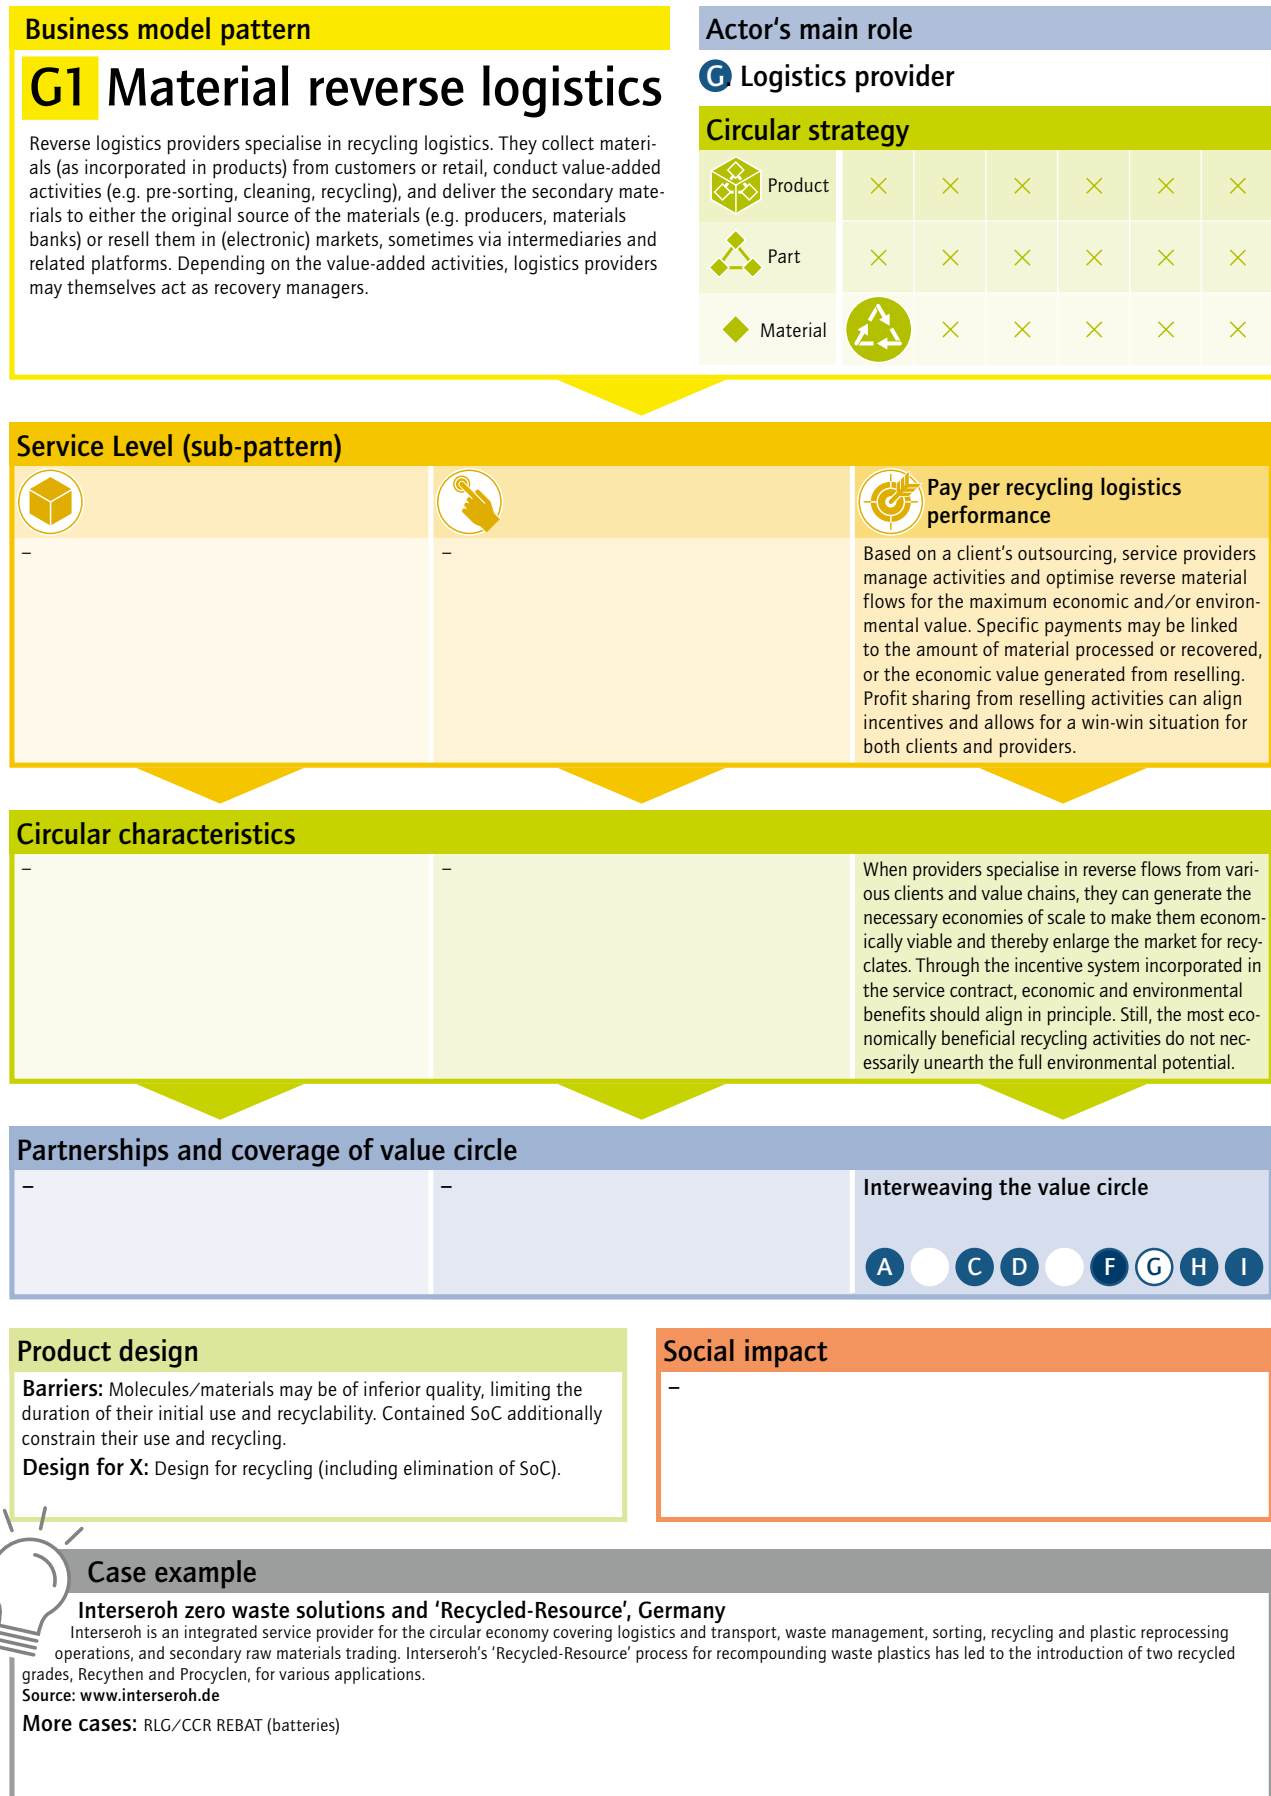 Business model pattern
G1 Material reverse logistics
Reverse logistics providers specialise in recycling logistics. They collect materi-
als (as incorporated in products) from customers or retail, conduct value-added
activities (e.g. pre-sorting, cleaning, recycling), and deliver the secondary mate-
rials to either the original source of the materials (e.g. producers, materials
banks) or resell them in (electronic) markets, sometimes via intermediaries and
related platforms. Depending on the value-added activities, logistics providers
may themselves act as recovery managers.
Actor‘s main role
G. Logistics provider
Circular strategy
Product
Part
Material
Service Level (sub-pattern)
–
–
Pay per recycling logistics
performance
Based on a client’s outsourcing, service providers
manage activities and optimise reverse material
flows for the maximum economic and/or environ-
mental value. Specific payments may be linked
to the amount of material processed or recovered,
or the economic value generated from reselling.
Profit sharing from reselling activities can align
incentives and allows for a win-win situation for
both clients and providers.
Circular characteristics
–
–
When providers specialise in reverse flows from vari-
ous clients and value chains, they can generate the
necessary economies of scale to make them econom-
ically viable and thereby enlarge the market for recy-
clates. Through the incentive system incorporated in
the service contract, economic and environmental
benefits should align in principle. Still, the most eco-
nomically beneficial recycling activities do not nec-
essarily unearth the full environmental potential.
Partnerships and coverage of value circle
–
–
Interweaving the value circle
A C D F G H I
Product design
Barriers: Molecules/materials may be of inferior quality, limiting the
duration of their initial use and recyclability. Contained SoC additionally
constrain their use and recycling.
Design for X: Design for recycling (including elimination of SoC).
Social impact
–
Case example
Interseroh zero waste solutions and ‘Recycled-Resource’, Germany
Interseroh is an integrated service provider for the circular economy covering logistics and transport, waste management, sorting, recycling and plastic reprocessing
operations, and secondary raw materials trading. Interseroh’s ‘Recycled-Resource’ process for recompounding waste plastics has led to the introduction of two recycled
grades, Recythen and Procyclen, for various applications.
Source: www.interseroh.de
More cases: RLG/CCR REBAT (batteries)